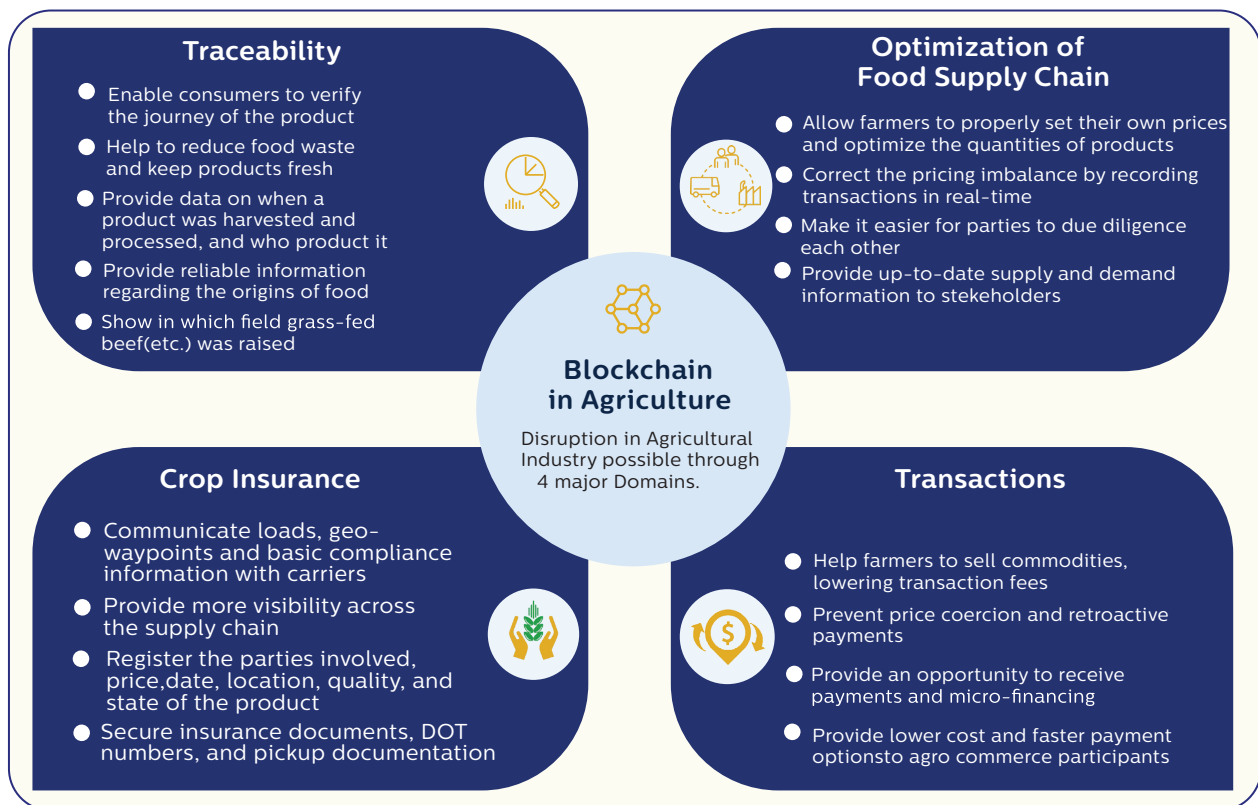 Traceability
Enable consumers to verify
the journey of the product
Help to reduce food waste
and keep products fresh
Provide data on when a
product was harvested and
processed, and who product it
Provide reliable information
regarding the origins of food
Show in which field grass-fed
beef(etc.) was raised
Optimization of
Food Supply Chain
Allow farmers to properly set their own prices
and optimize the quantities of products
Correct the pricing imbalance by recording
transactions in real-time
Make it easier for parties to due diligence
each other
Provide up-to-date supply and demand
information to stekeholders
Blockchain
in Agriculture
Disruption in Agricultural
Industry possible through
4 major Domains.
Crop Insurance
Communicate loads, geo-
waypoints and basic compliance
information with carriers
Provide more visibility across
the supply chain
Register the parties involved,
price,date, location, quality, and
state of the product
Secure insurance documents, DOT
numbers, and pickup documentation
Transactions
Help farmers to sell commodities,
lowering transaction fees
Prevent price coercion and retroactive
payments
$
Provide an opportunity to receive
payments and micro-financing
Provide lower cost and faster payment
optionsto agro commerce participants